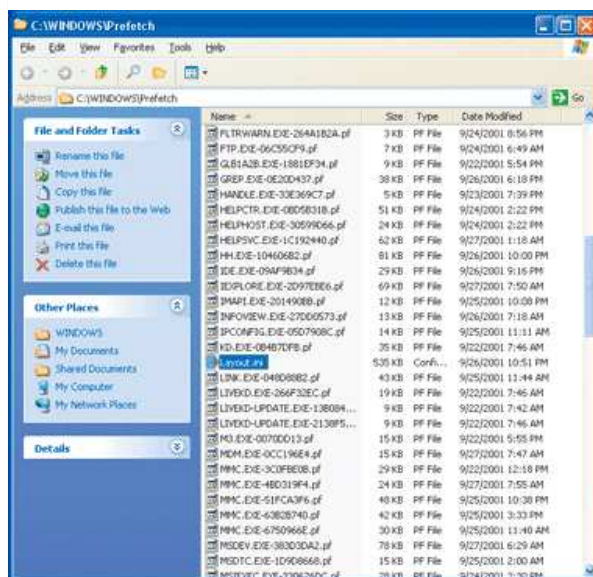 C:\WINDOWS\Prefetch
File Edit View Favorites Tools Help
Address C:\WINDOWS\Prefetch Go
File and Folder Tasks
Rename this file
Move this file
Copy this file
Publish this file to the Web
E-mail this file
Print this file
Delete this file
Other Places
WINDOWS
My Documents
Shared Documents
My Computer
My Network Places
Details
Name Size Type Date Modified
FLTRWARN.EXE-264A1B2A.pf 3 KB PF File 9/24/2001 8:56 PM
FTP.EXE-06C55CF9.pf 7 KB PF File 9/24/2001 6:49 AM
GLB1A2B.EXE-1881EF34.pf 9 KB PF File 9/22/2001 5:54 PM
GREP.EXE-0E20D437.pf 38 KB PF File 9/26/2001 6:18 PM
HANDLE.EXE-33E369C7.pf 5 KB PF File 9/23/2001 7:39 PM
HELPCTR.EXE-0BD5B31B.pf 51 KB PF File 9/24/2001 2:22 PM
HELPHOST.EXE-30599D66.pf 24 KB PF File 9/24/2001 2:22 PM
HELPSVC.EXE-1C192440.pf 62 KB PF File 9/27/2001 1:18 AM
HH.EXE-104606B2.pf 81 KB PF File 9/26/2001 10:00 PM
IDE.EXE-09AF9B34.pf 29 KB PF File 9/26/2001 9:16 PM
IEXPLORE.EXE-2D97EBE6.pf 69 KB PF File 9/27/2001 7:50 AM
IMAPI.EXE-201490BB.pf 12 KB PF File 9/25/2001 10:08 PM
INFOVIEW.EXE-27DD0573.pf 13 KB PF File 9/26/2001 7:18 AM
IPCONFIG.EXE-05D7908C.pf 14 KB PF File 9/25/2001 11:11 AM
KD.EXE-084B7DFB.pf 35 KB PF File 9/22/2001 7:46 AM
Layout.ini 535 KB Confi... 9/26/2001 10:51 PM
LINK.EXE-048D88B2.pf 43 KB PF File 9/25/2001 11:44 AM
LIVEKD.EXE-266F32EC.pf 19 KB PF File 9/22/2001 7:46 AM
LIVEKD-UPDATE.EXE-13B084... 9 KB PF File 9/22/2001 7:42 AM
LIVEKD-UPDATE.EXE-2138F5... 9 KB PF File 9/22/2001 7:46 AM
M3.EXE-0070DD13.pf 15 KB PF File 9/22/2001 5:55 PM
MDM.EXE-0CC196E4.pf 15 KB PF File 9/27/2001 7:47 AM
MMC.EXE-3C0FBE0B.pf 29 KB PF File 9/22/2001 12:18 PM
MMC.EXE-4BD319F4.pf 24 KB PF File 9/27/2001 7:55 AM
MMC.EXE-51FCA3F6.pf 48 KB PF File 9/25/2001 10:38 PM
MMC.EXE-63B2B740.pf 42 KB PF File 9/25/2001 3:33 PM
MMC.EXE-6750966E.pf 30 KB PF File 9/25/2001 11:40 AM
MSDEV.EXE-383D3DA2.pf 78 KB PF File 9/27/2001 6:29 AM
MSDTC.EXE-1D9D8668.pf 15 KB PF File 9/25/2001 2:00 AM
PF File